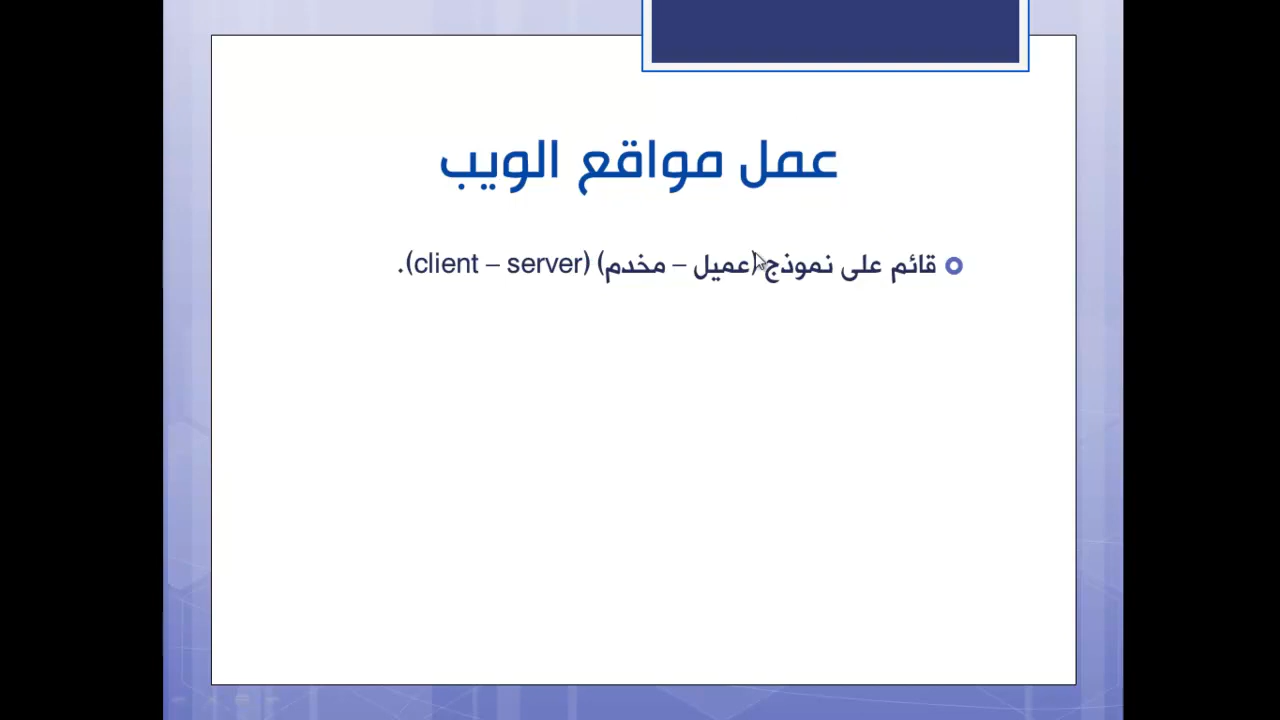 عمل مواقع الويب
قائم على نموذج (عميل – مخدم) (client – server).